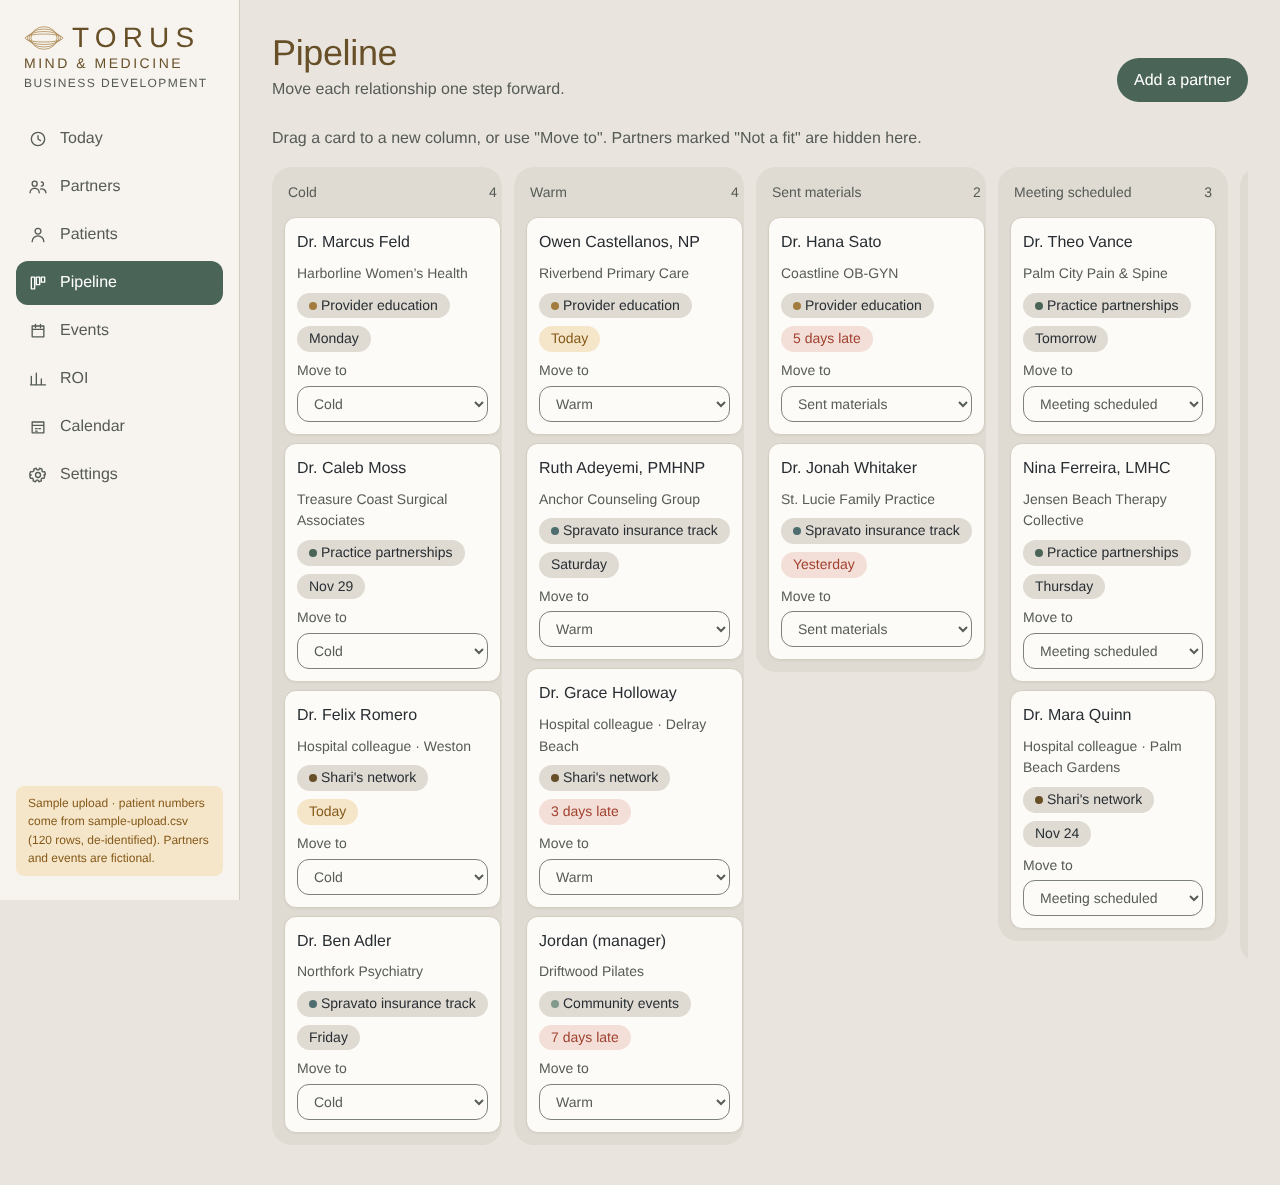 TORUS
MIND & MEDICINE
BUSINESS DEVELOPMENT
Today
Partners
Patients
Pipeline
Events
ROI
Calendar
Settings
Sample upload · patient numbers
come from sample-upload.csv
(120 rows, de-identified). Partners
and events are fictional.
Pipeline
Move each relationship one step forward.
Add a partner
Drag a card to a new column, or use "Move to". Partners marked "Not a fit" are hidden here.
Cold 4
Dr. Marcus Feld
Harborline Women's Health
Provider education
Monday
Move to
Cold
Dr. Caleb Moss
Treasure Coast Surgical
Associates
Practice partnerships
Nov 29
Move to
Cold
Dr. Felix Romero
Hospital colleague · Weston
Shari's network
Today
Move to
Cold
Dr. Ben Adler
Northfork Psychiatry
Spravato insurance track
Friday
Move to
Cold
Warm 4
Owen Castellanos, NP
Riverbend Primary Care
Provider education
Today
Move to
Warm
Ruth Adeyemi, PMHNP
Anchor Counseling Group
Spravato insurance track
Saturday
Move to
Warm
Dr. Grace Holloway
Hospital colleague · Delray
Beach
Shari's network
3 days late
Move to
Warm
Jordan (manager)
Driftwood Pilates
Community events
7 days late
Move to
Warm
Sent materials 2
Dr. Hana Sato
Coastline OB-GYN
Provider education
5 days late
Move to
Sent materials
Dr. Jonah Whitaker
St. Lucie Family Practice
Spravato insurance track
Yesterday
Move to
Sent materials
Meeting scheduled 3
Dr. Theo Vance
Palm City Pain & Spine
Practice partnerships
Tomorrow
Move to
Meeting scheduled
Nina Ferreira, LMHC
Jensen Beach Therapy
Collective
Practice partnerships
Thursday
Move to
Meeting scheduled
Dr. Mara Quinn
Hospital colleague · Palm
Beach Gardens
Shari's network
Nov 24
Move to
Meeting scheduled